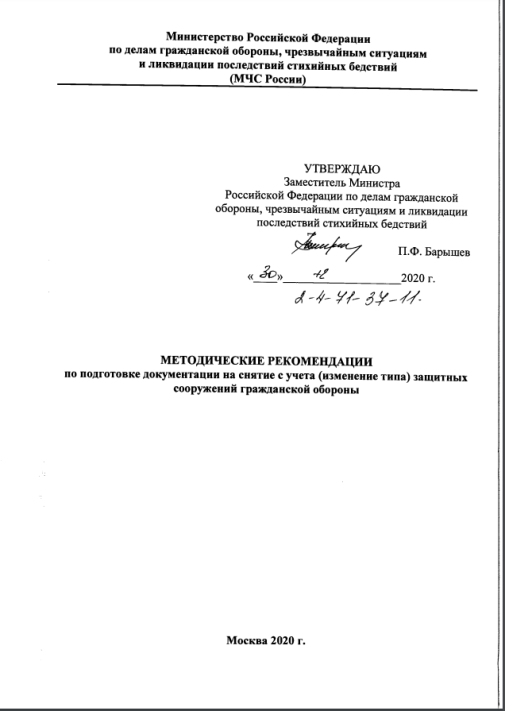 Министерство Российской Федерации
по делам гражданской обороны, чрезвычайным ситуациям
и ликвидации последствий стихийных бедствий
(МЧС России)
УТВЕРЖДАЮ
Заместитель Министра
Российской Федерации по делам гражданской
обороны, чрезвычайным ситуациям и ликвидации
последствий стихийных бедствий
П.Ф. Барышев
«30» 12 2020 г.
2-4-71-37-11.
МЕТОДИЧЕСКИЕ РЕКОМЕНДАЦИИ
по подготовке документации на снятие с учета (изменение типа) защитных
сооружений гражданской обороны
Москва 2020 г.